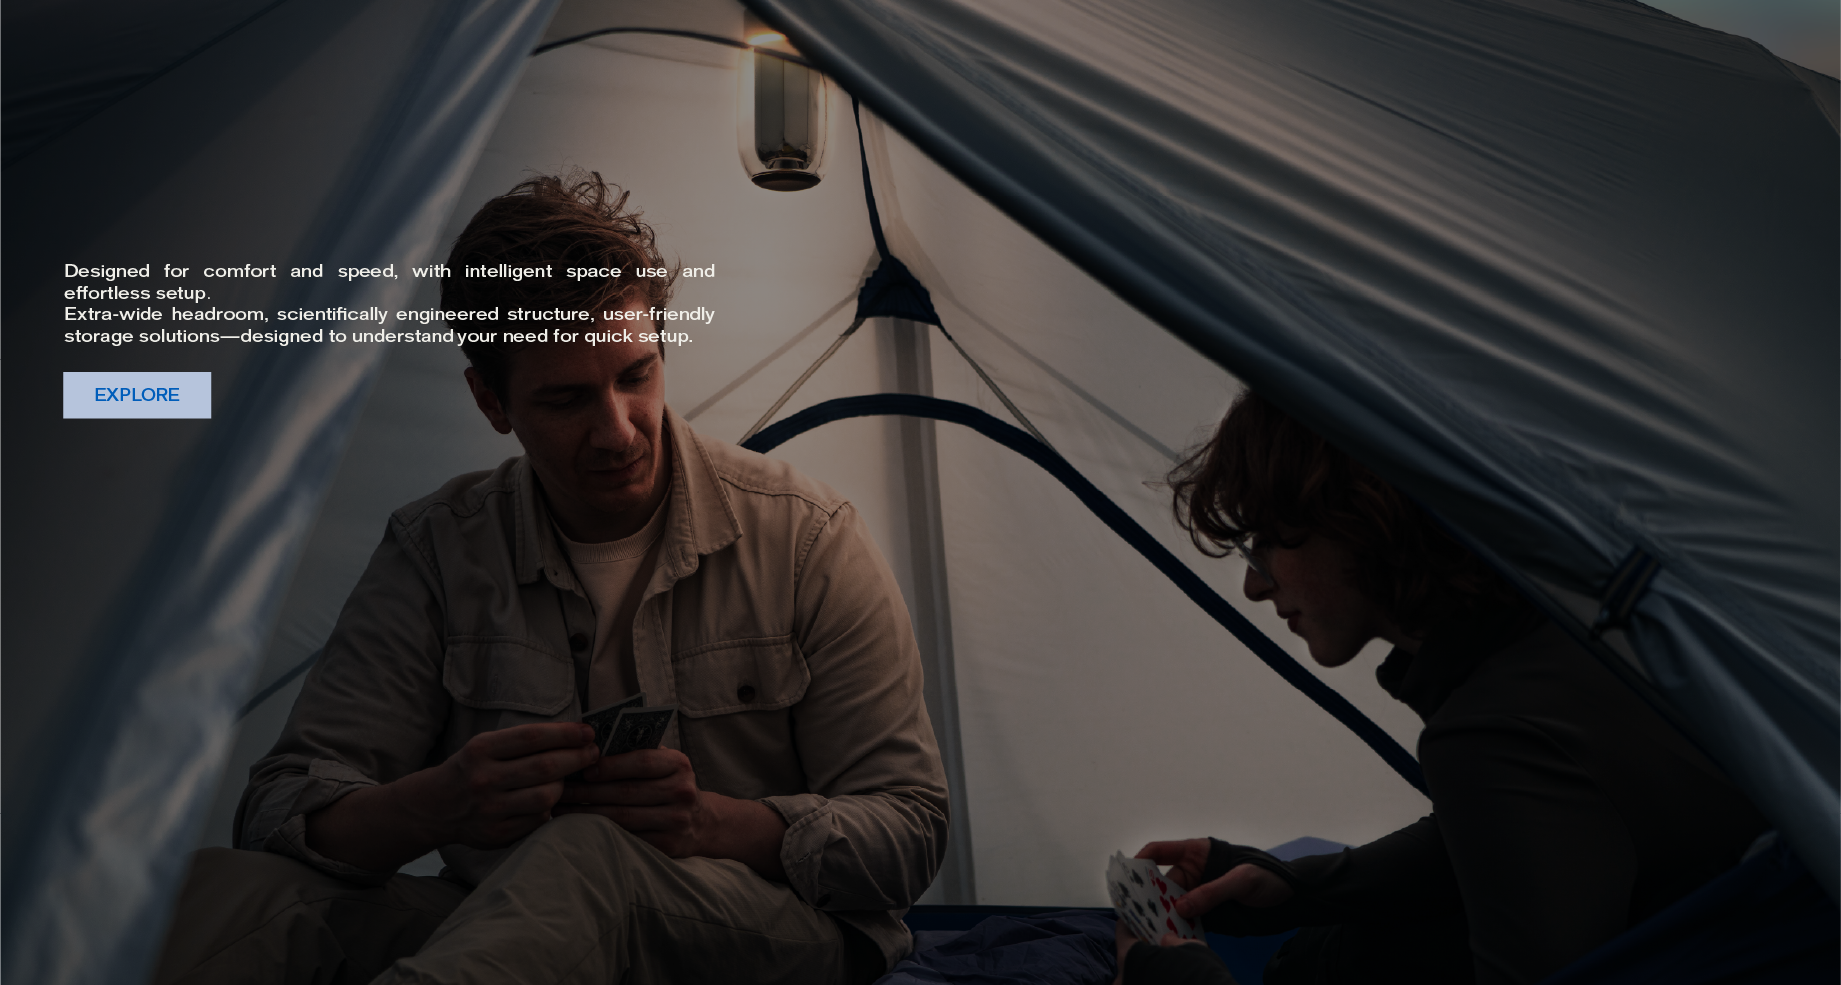 Designed for comfort and speed, with intelligent space use and
effortless setup.
Extra-wide headroom, scientifically engineered structure, user-friendly
storage solutions—designed to understand your need for quick setup.
EXPLORE